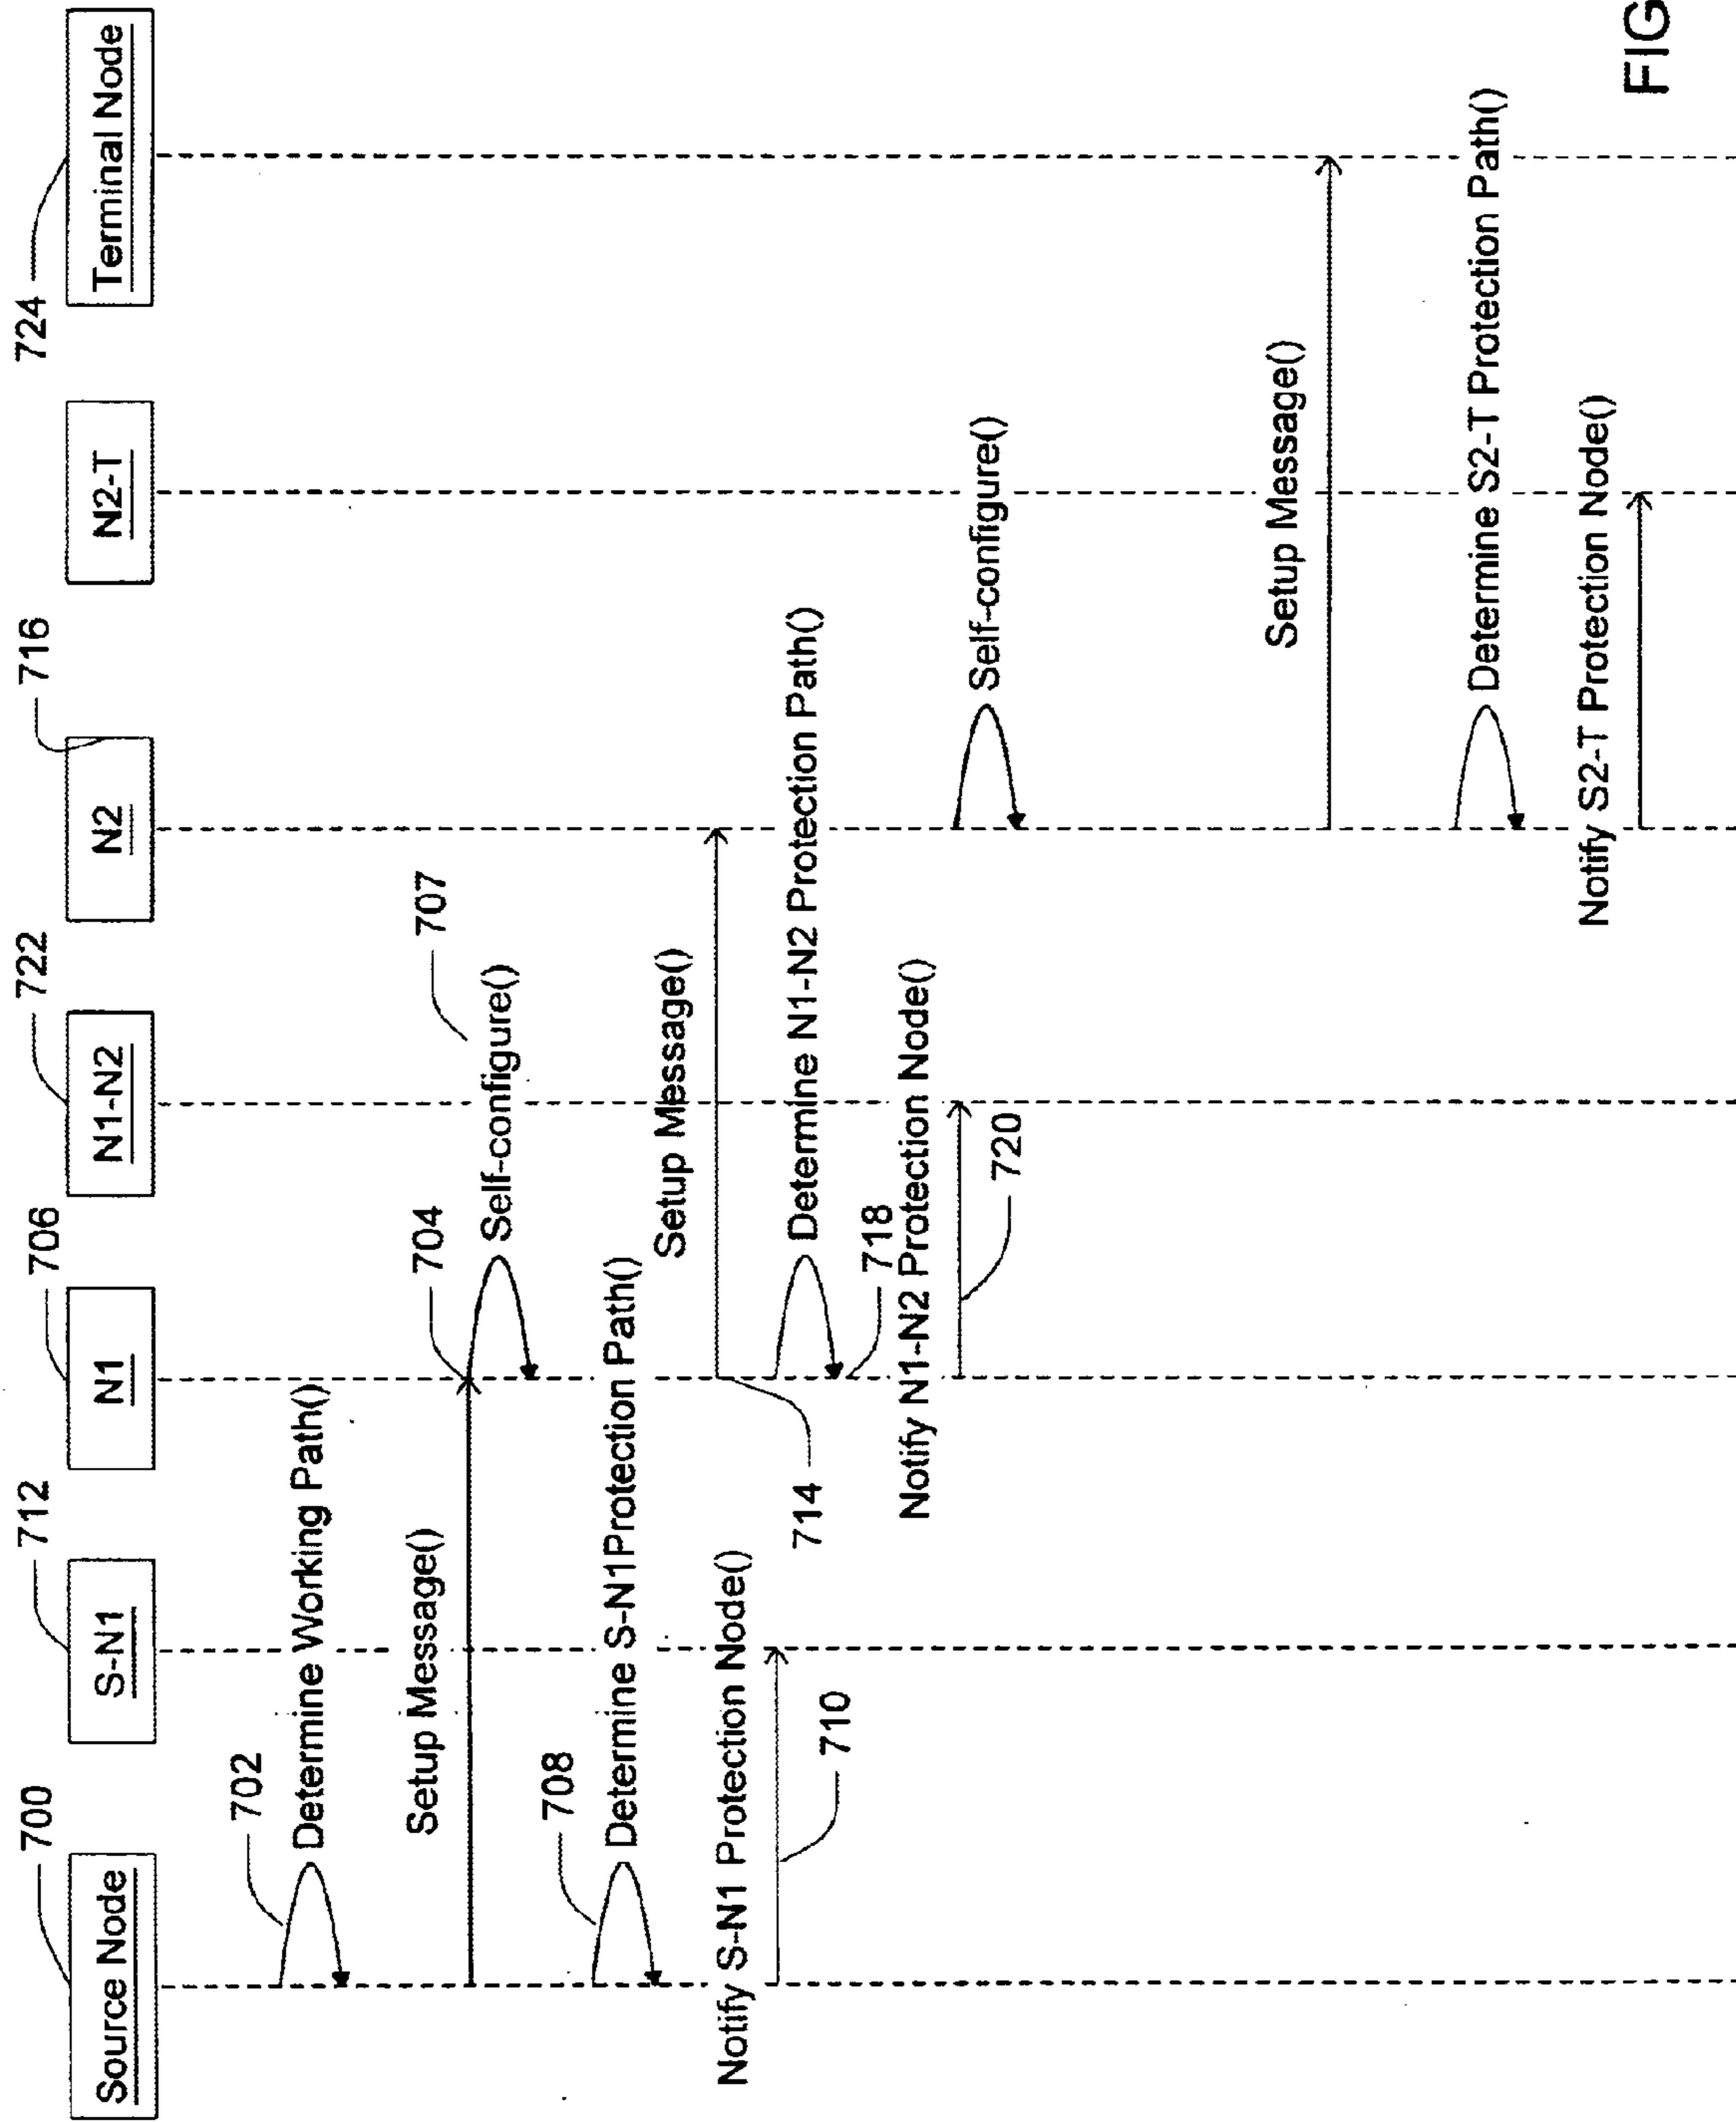 700
Source Node
712
S-N1
706
N1
722
N1-N2
716
N2
N2-T
724
Terminal Node
702
Determine Working Path()
Setup Message()
704
707
Self-configure()
708
Determine S-N1Protection Path()
Setup Message()
Notify S-N1 Protection Node()
710
714
Determine N1-N2 Protection Path()
718
Notify N1-N2 Protection Node()
720
Self-configure()
Setup Message()
Determine S2-T Protection Path()
Notify S2-T Protection Node()
FIG